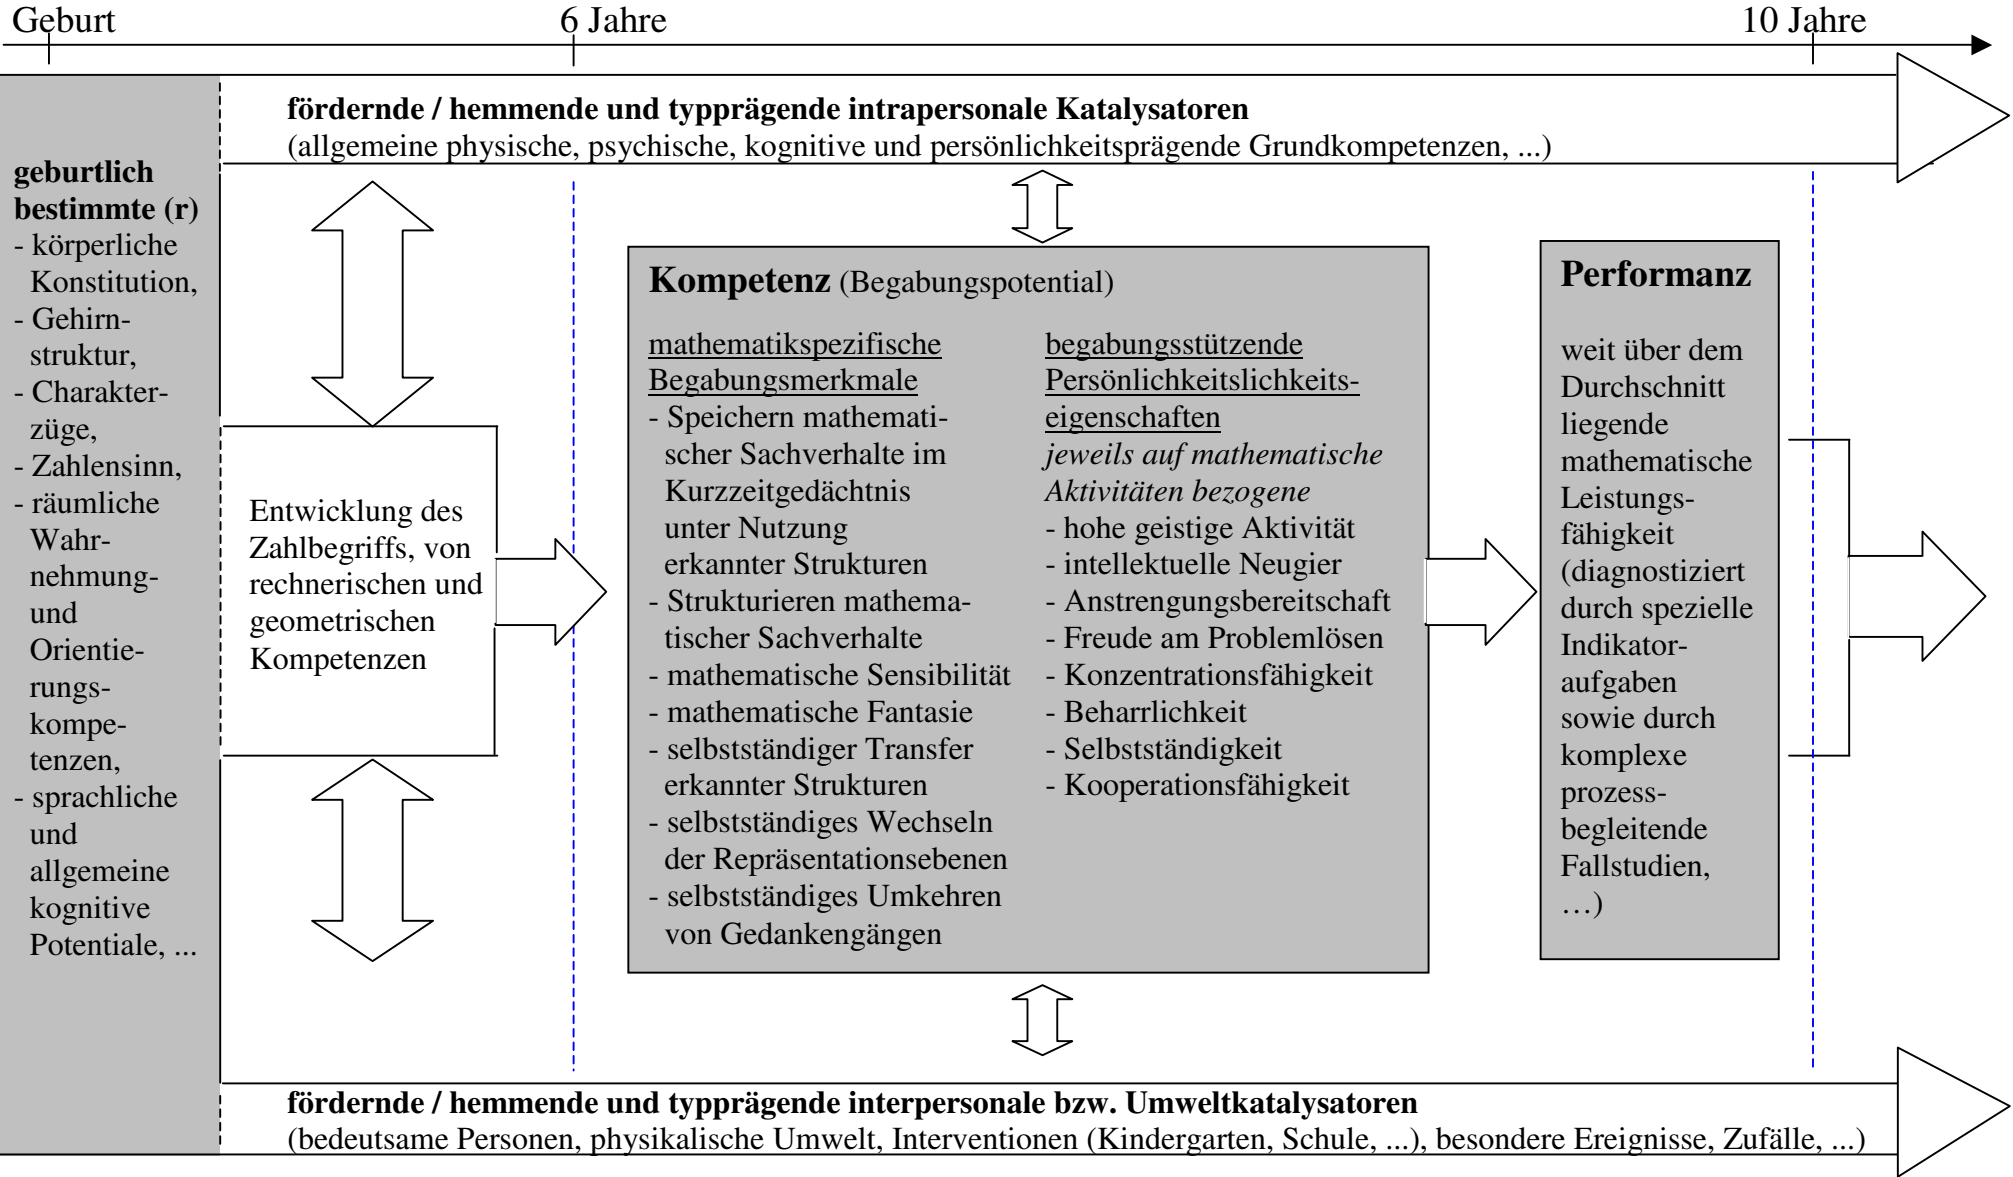 Geburt
6 Jahre
10 Jahre
fördernde / hemmende und typprägende intrapersonale Katalysatoren
(allgemeine physische, psychische, kognitive und persönlichkeitsprägende Grundkompetenzen, ...)
geburtlich
bestimmte (r)
- körperliche
Konstitution,
- Gehirn-
struktur,
- Charakter-
züge,
- Zahlensinn,
- räumliche
Wahr-
nehmung-
und
Orientie-
rungs-
kompe-
tenzen,
- sprachliche
und
allgemeine
kognitive
Potentiale, ...
Entwicklung des
Zahlbegriffs, von
rechnerischen und
geometrischen
Kompetenzen
Kompetenz (Begabungspotential)
mathematikspezifische
Begabungsmerkmale
- Speichern mathemati-
scher Sachverhalte im
Kurzzeitgedächtnis
unter Nutzung
erkannter Strukturen
- Strukturieren mathema-
tischer Sachverhalte
- mathematische Sensibilität
- mathematische Fantasie
- selbstständiger Transfer
erkannter Strukturen
- selbstständiges Wechseln
der Repräsentationsebenen
- selbstständiges Umkehren
von Gedankengängen
begabungsstützende
Persönlichkeitslichkeits-
eigenschaften
jeweils auf mathematische
Aktivitäten bezogene
- hohe geistige Aktivität
- intellektuelle Neugier
- Anstrengungsbereitschaft
- Freude am Problemlösen
- Konzentrationsfähigkeit
- Beharrlichkeit
- Selbstständigkeit
- Kooperationsfähigkeit
Performanz
weit über dem
Durchschnitt
liegende
mathematische
Leistungs-
fähigkeit
(diagnostiziert
durch spezielle
Indikator-
aufgaben
sowie durch
komplexe
prozess-
begleitende
Fallstudien,
…)
fördernde / hemmende und typprägende interpersonale bzw. Umweltkatalysatoren
(bedeutsame Personen, physikalische Umwelt, Interventionen (Kindergarten, Schule, ...), besondere Ereignisse, Zufälle, ...)